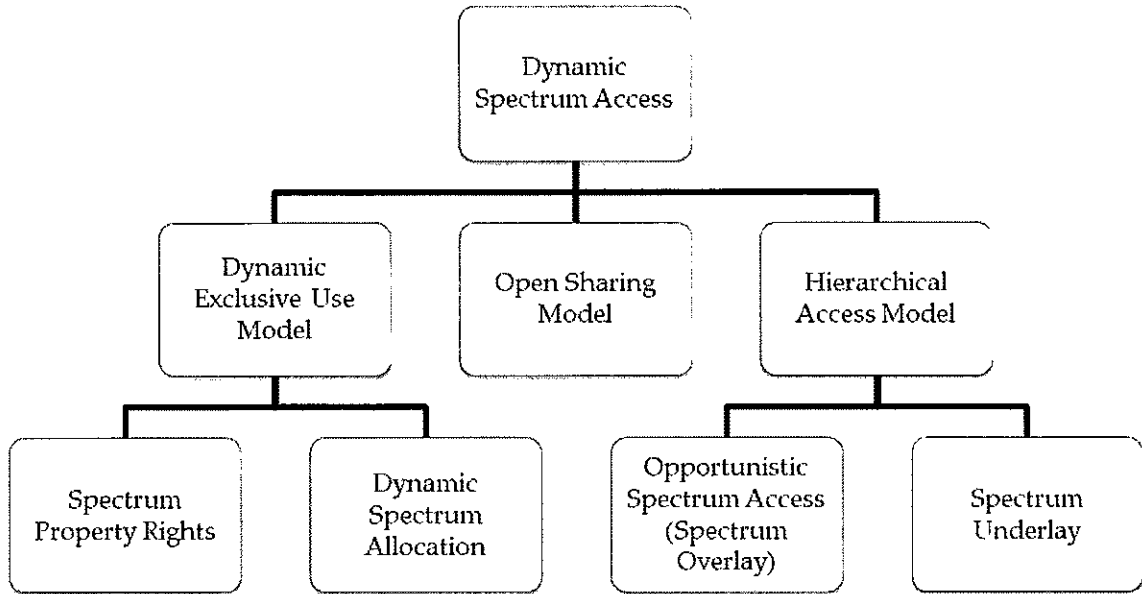 Dynamic
Spectrum Access
Dynamic
Exclusive Use
Model
Open Sharing
Model
Hierarchical
Access Model
Spectrum
Property Rights
Dynamic
Spectrum
Allocation
Opportunistic
Spectrum Access
(Spectrum
Overlay)
Spectrum
Underlay